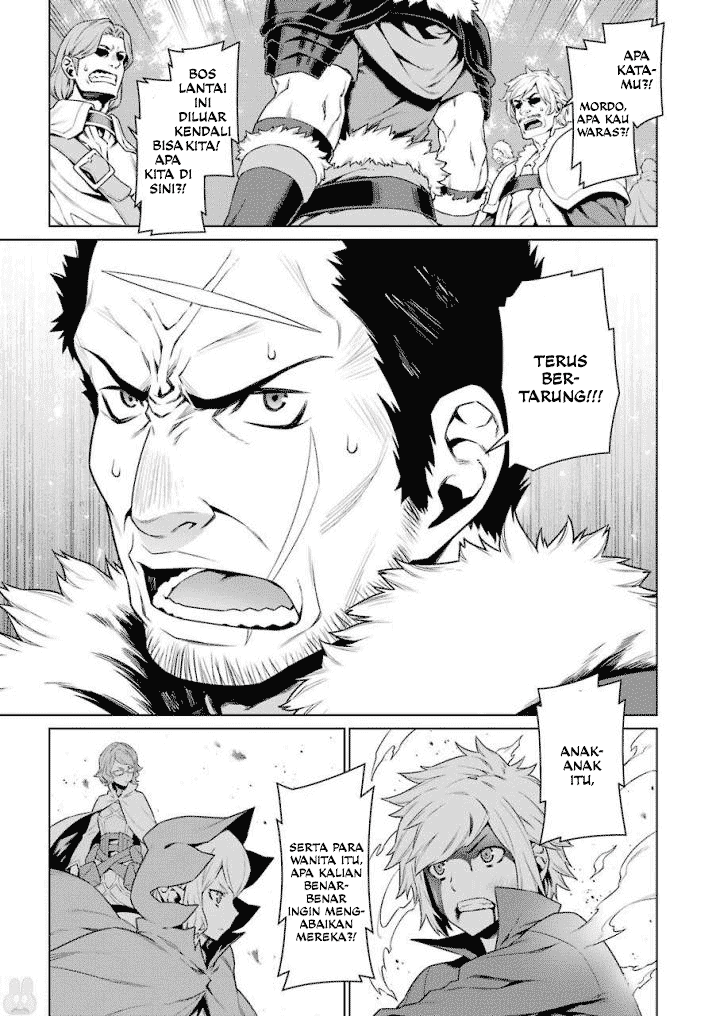 APA
KATA-
MU?!
MORDO,
APA KAU
WARAS?!
BOS
LANTAI
INI
DILUAR
KENDALI
BISA KITA!
APA
KITA DI
SINI?!
TERUS
BER-
TARUNG!!!
ANAK-
ANAK
ITU,
SERTA PARA
WANITA ITU,
APA KALIAN
BENAR-
BENAR
INGIN MENG-
ABAIKAN
MEREKA?!